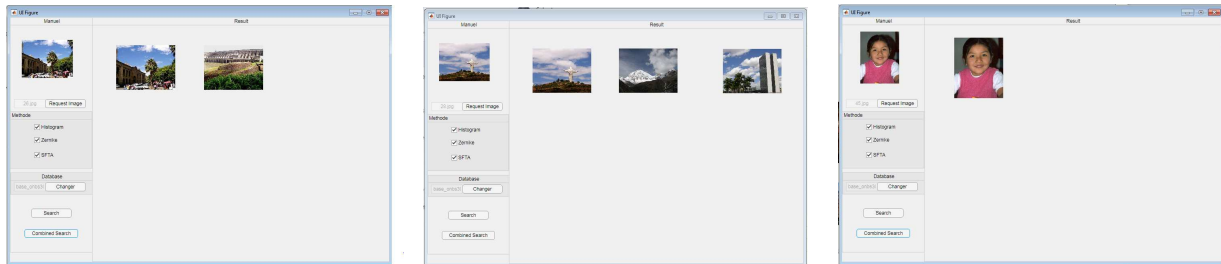 UI Figure
Manuel Result
26.jpg Request Image
Methode
Histogram
Zernike
SFTA
Database
Changer
Search
Combined Search
UI Figure
Manuel Result
Request Image
Methode
Histogram
Zernike
SFTA
Database
Changer
Search
Combined Search
UI Figure
Manuel Result
Request Image
Methode
Histogram
Zernike
SFTA
Database
Changer
Search
Combined Search